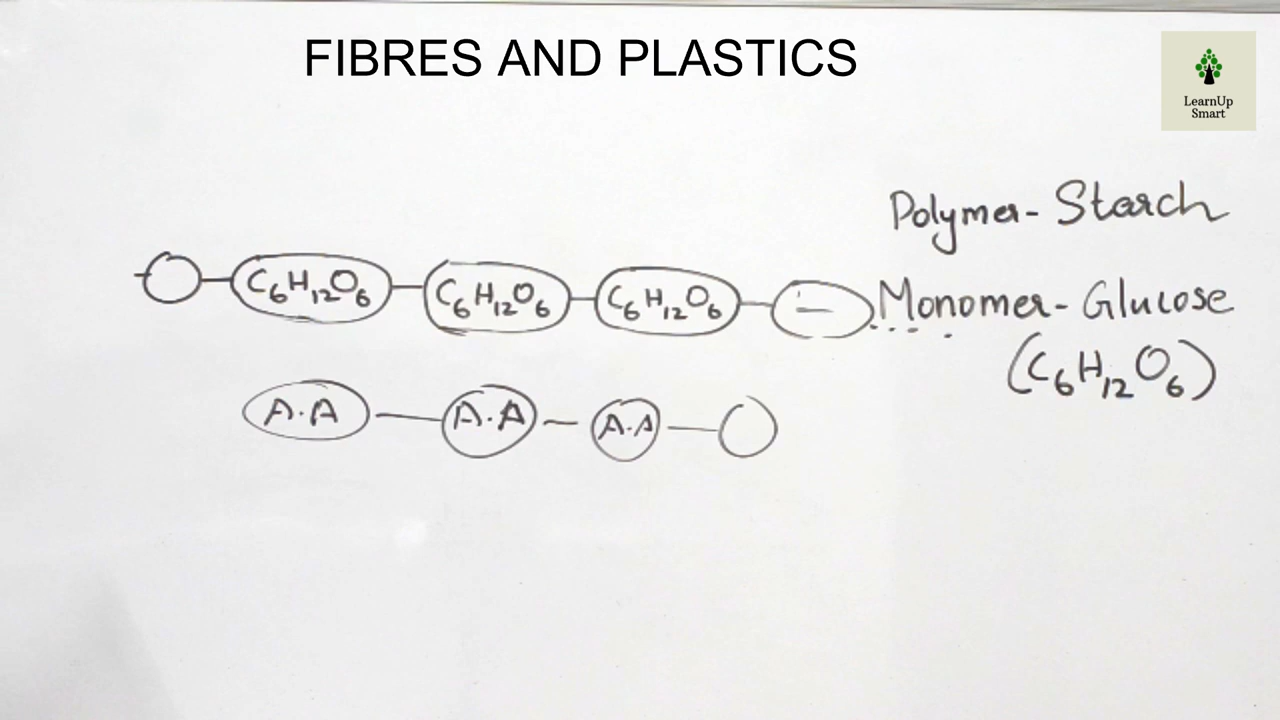 FIBRES AND PLASTICS
LearnUp
Smart
Polymer - Starch
C₆H₁₂O₆ C₆H₁₂O₆ C₆H₁₂O₆
Monomer - Glucose
(C₆H₁₂O₆)
A.A A.A A.A